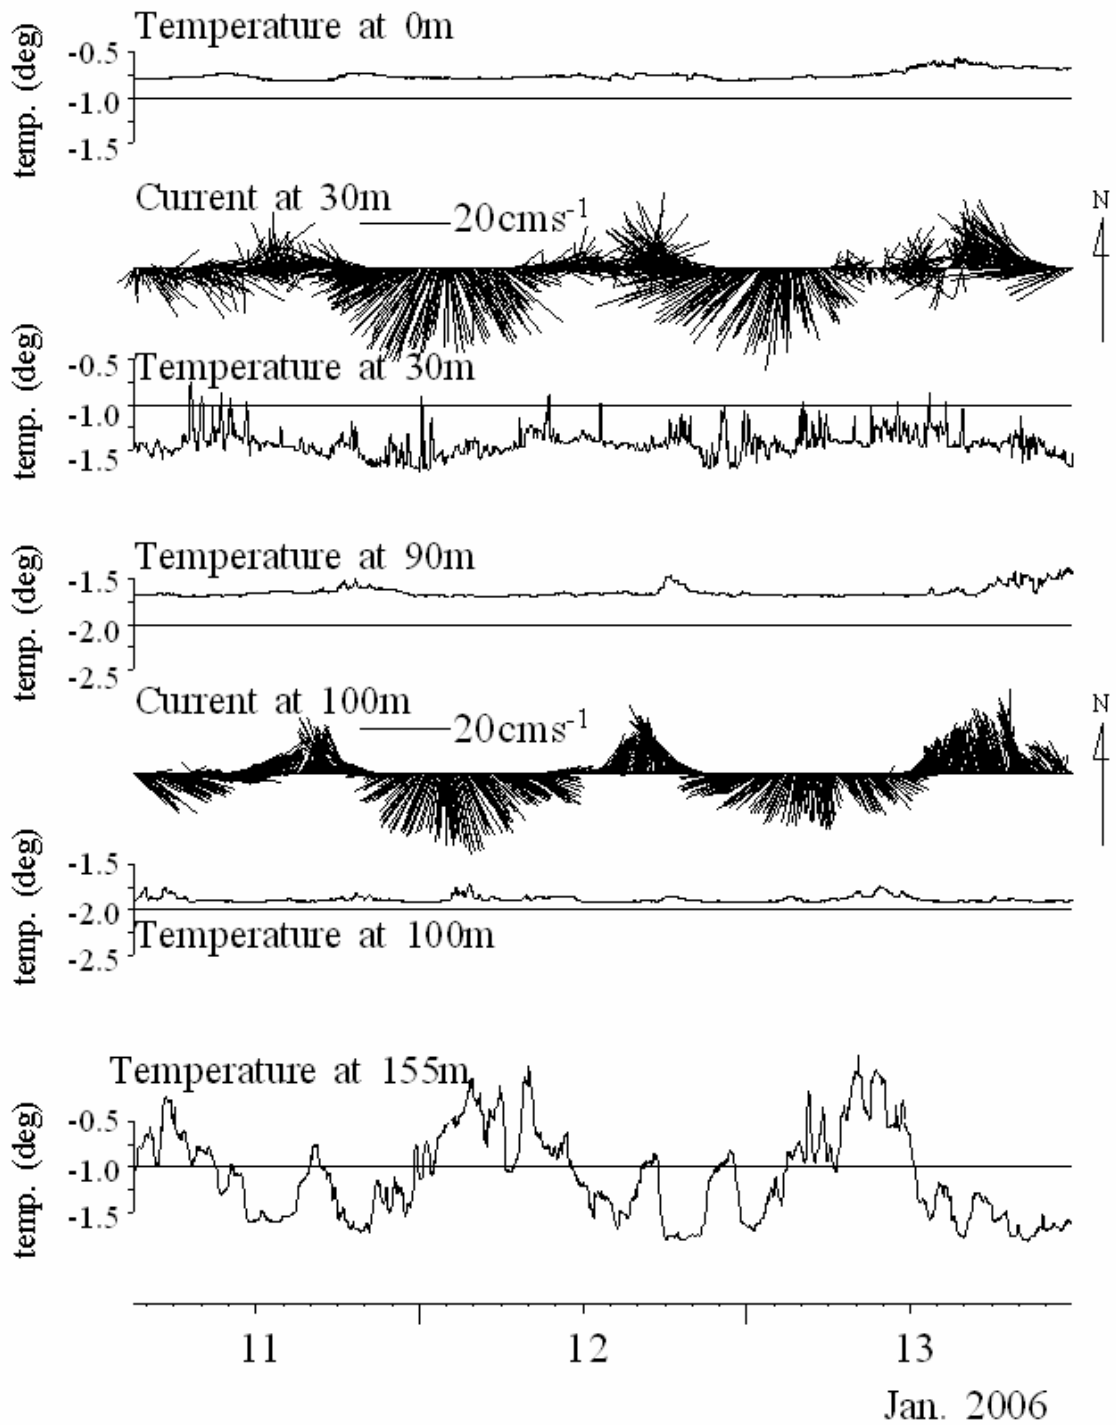 Temperature at 0m
temp. (deg)
-0.5
-1.0
-1.5
Current at 30m
20cms-1
N
Temperature at 30m
temp. (deg)
-0.5
-1.0
-1.5
Temperature at 90m
temp. (deg)
-1.5
-2.0
-2.5
Current at 100m
20cms-1
N
temp. (deg)
-1.5
-2.0
-2.5
Temperature at 100m
Temperature at 155m
temp. (deg)
-0.5
-1.0
-1.5
11 12 13
Jan. 2006